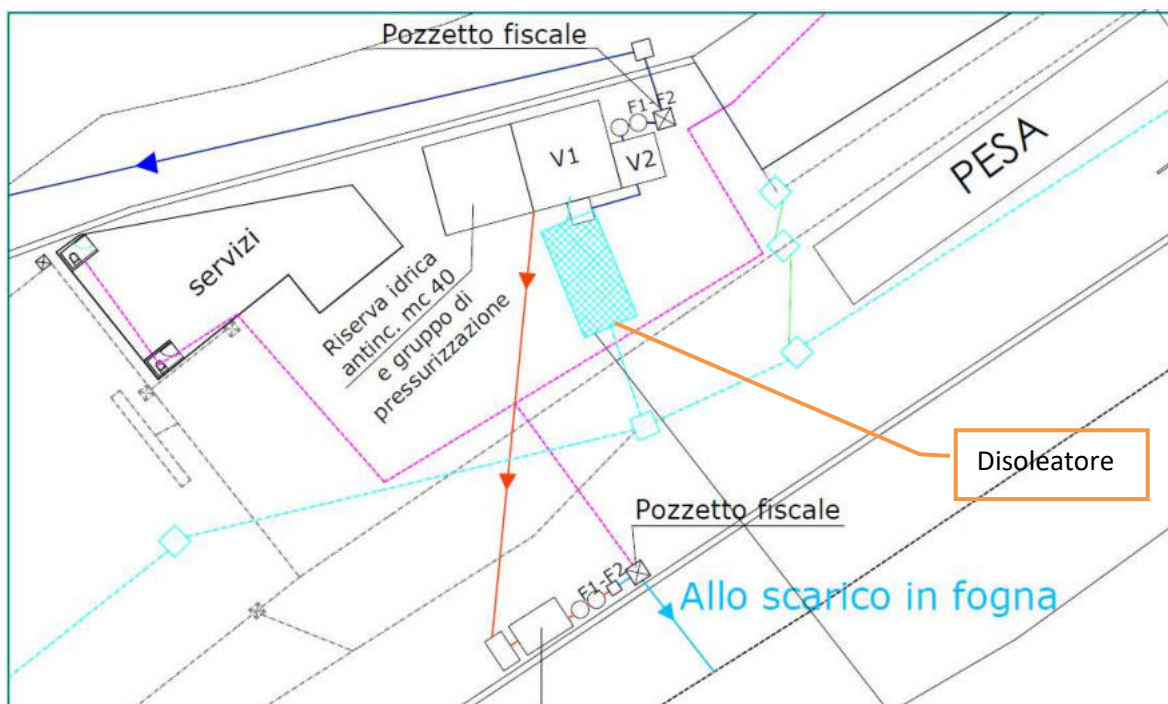 Pozzetto fiscale
F1-F2
V1
V2
PESA
servizi
Riserva idrica
antinc. mc 40
e gruppo di
pressurizzazione
Disoleatore
Pozzetto fiscale
F1-F2
Allo scarico in fogna